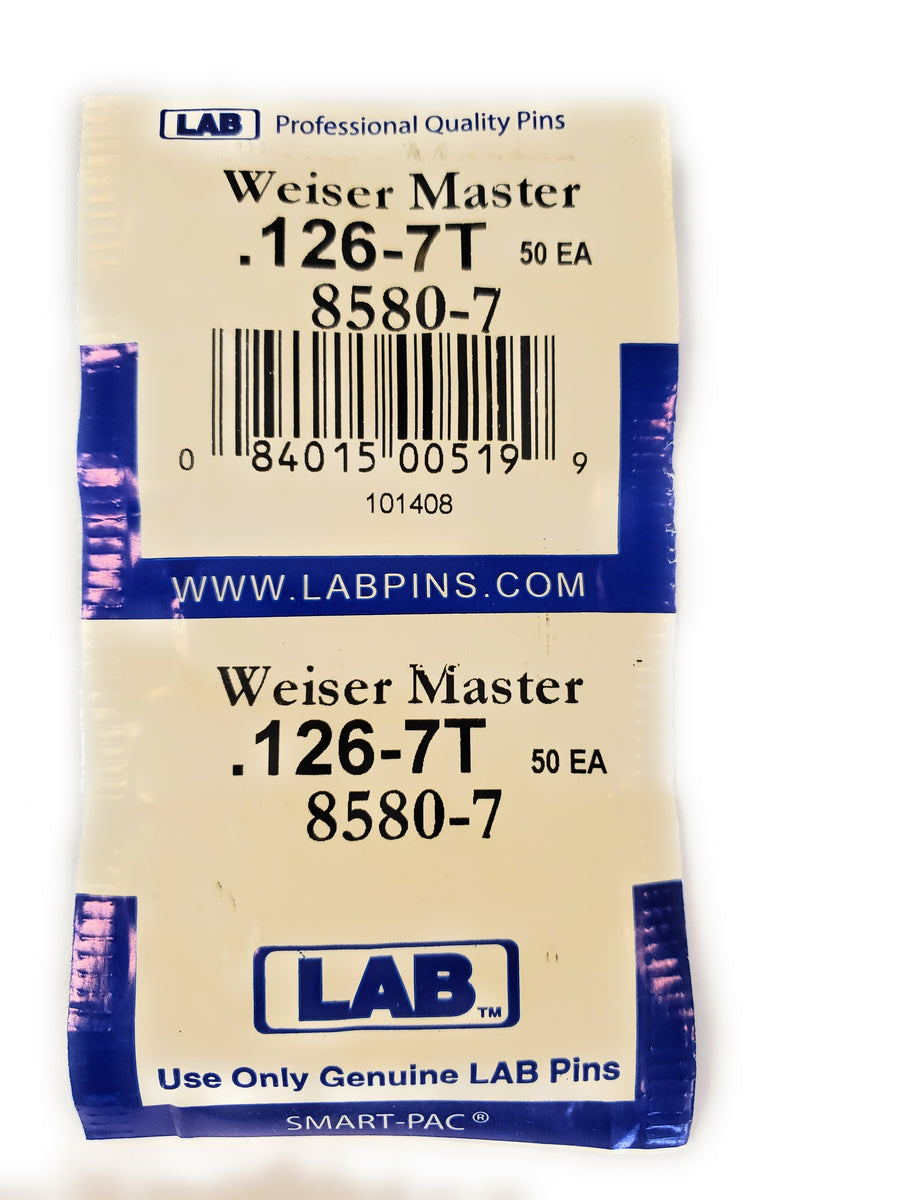 LAB Professional Quality Pins
Weiser Master
.126-7T 50 EA
8580-7
0 84015 00519 9
101408
WWW.LABPINS.COM
Weiser Master
.126-7T 50 EA
8580-7
LAB™
Use Only Genuine LAB Pins
SMART-PAC®